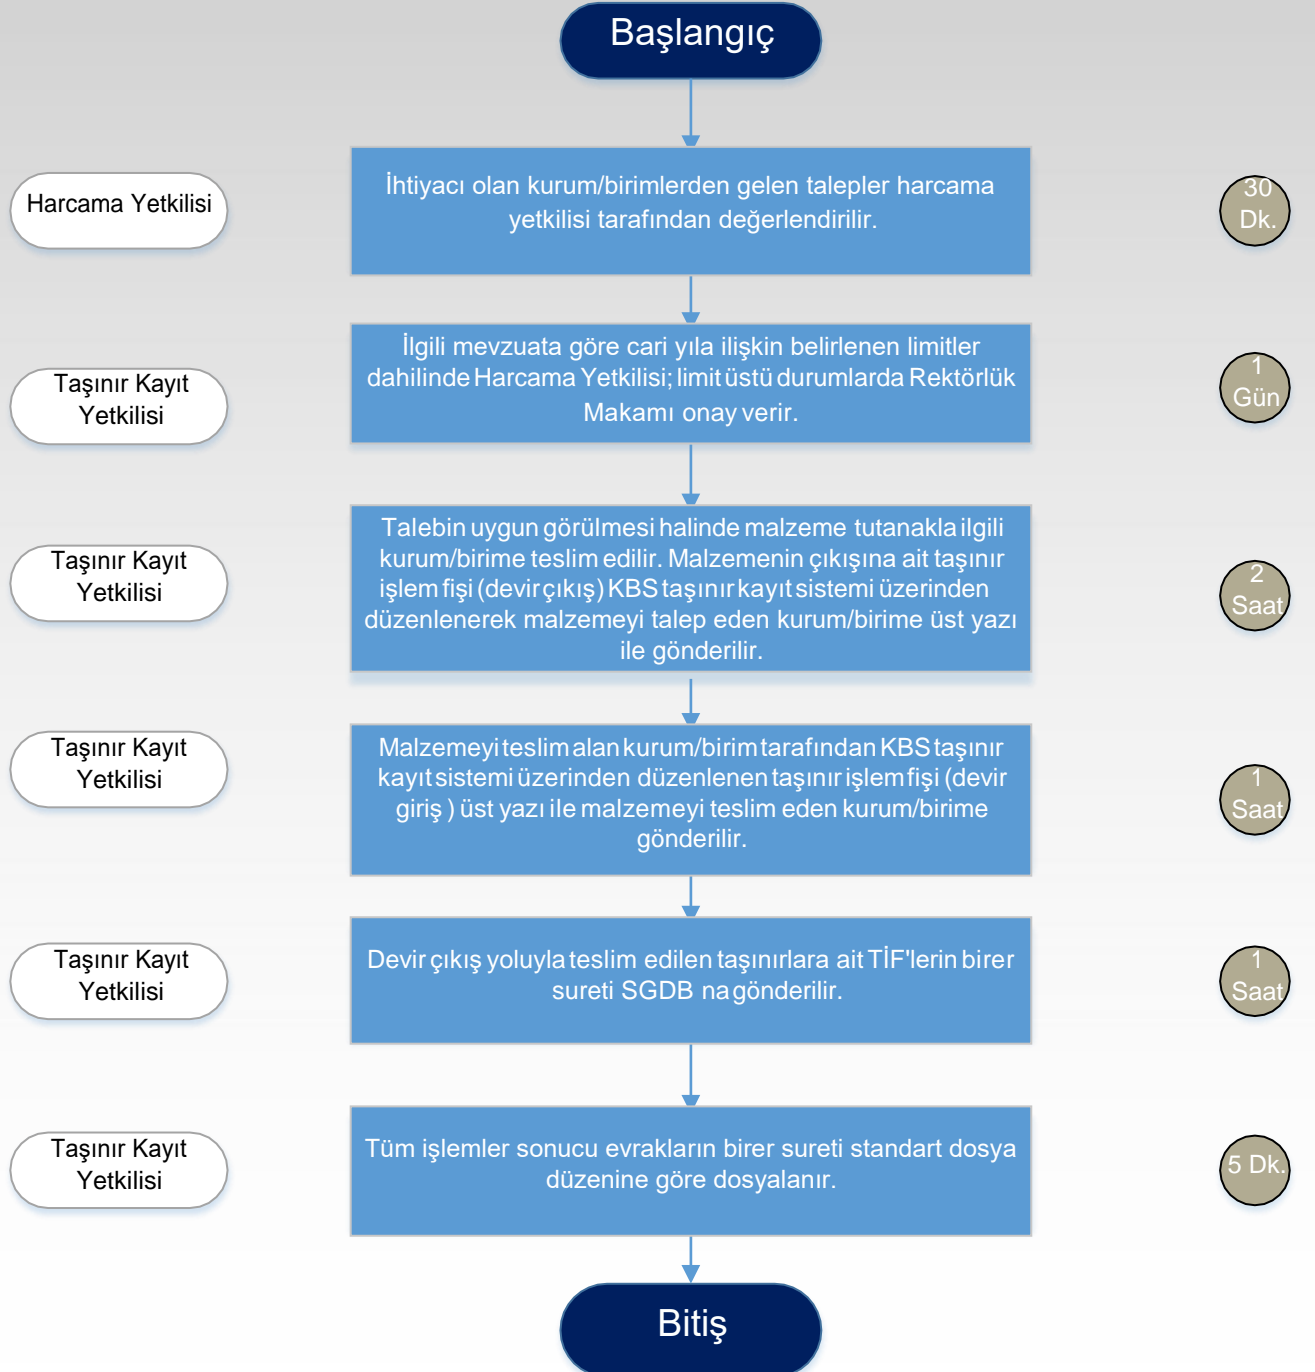 Başlangıç
Harcama Yetkilisi
İhtiyacı olan kurum/birimlerden gelen talepler harcama
yetkilisi tarafından değerlendirilir.
30
Dk.
Taşınır Kayıt
Yetkilisi
İlgili mevzuata göre cari yıla ilişkin belirlenen limitler
dahilinde Harcama Yetkilisi; limit üstü durumlarda Rektörlük
Makamı onay verir.
1
Gün
Taşınır Kayıt
Yetkilisi
Talebin uygun görülmesi halinde malzeme tutanakla ilgili
kurum/birime teslim edilir. Malzemenin çıkışına ait taşınır
işlem fişi (devir çıkış) KBS taşınır kayıt sistemi üzerinden
düzenlenerek malzemeyi talep eden kurum/birime üst yazı
ile gönderilir.
2
Saat
Taşınır Kayıt
Yetkilisi
Malzemeyi teslim alan kurum/birim tarafından KBS taşınır
kayıt sistemi üzerinden düzenlenen taşınır işlem fişi (devir
giriş ) üst yazı ile malzemeyi teslim eden kurum/birime
gönderilir.
1
Saat
Taşınır Kayıt
Yetkilisi
Devir çıkış yoluyla teslim edilen taşınırlara ait TİF'lerin birer
sureti SGDB na gönderilir.
1
Saat
Taşınır Kayıt
Yetkilisi
Tüm işlemler sonucu evrakların birer sureti standart dosya
düzenine göre dosyalanır.
5 Dk.
Bitiş